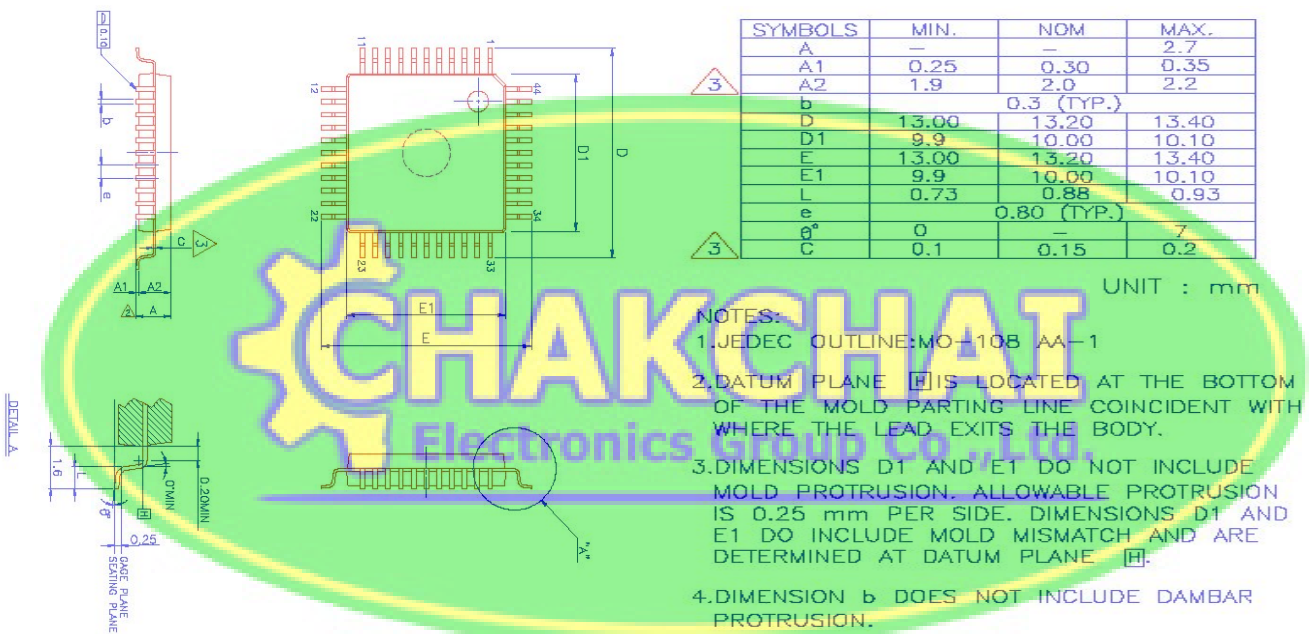 D 0.10
b
e
C 3
A1 A2
2 A
11 1
12 44
22 34
23 33
D1
D
E1
E
SYMBOLS MIN. NOM MAX.
A – – 2.7
A1 0.25 0.30 0.35
3 A2 1.9 2.0 2.2
b 0.3 (TYP.)
D 13.00 13.20 13.40
D1 9.9 10.00 10.10
E 13.00 13.20 13.40
E1 9.9 10.00 10.10
L 0.73 0.88 0.93
e 0.80 (TYP.)
θ° 0 – 7
3 C 0.1 0.15 0.2
UNIT : mm
NOTES:
1.JEDEC OUTLINE:MO-108 AA-1
2.DATUM PLANE H IS LOCATED AT THE BOTTOM
OF THE MOLD PARTING LINE COINCIDENT WITH
WHERE THE LEAD EXITS THE BODY.
3.DIMENSIONS D1 AND E1 DO NOT INCLUDE
MOLD PROTRUSION. ALLOWABLE PROTRUSION
IS 0.25 mm PER SIDE. DIMENSIONS D1 AND
E1 DO INCLUDE MOLD MISMATCH AND ARE
DETERMINED AT DATUM PLANE H.
4.DIMENSION b DOES NOT INCLUDE DAMBAR
PROTRUSION.
CHAKCHAI
Electronics Group Co .,Ltd.
DETAIL A
1.6
L
0°MIN
0.20MIN
θ°
H
0.25
GAGE PLANE
SEATING PLANE
"A"